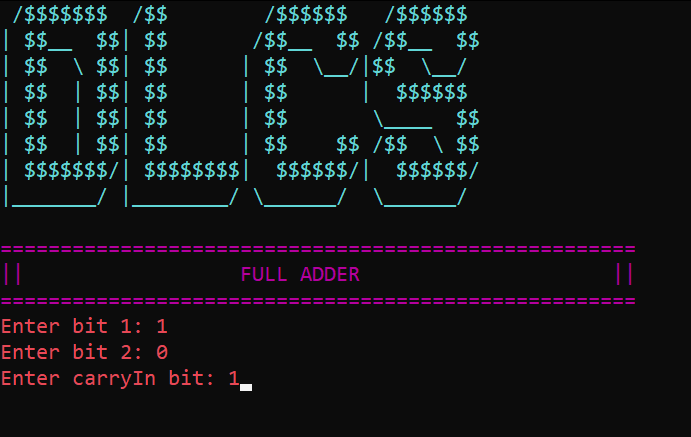 /$$$$$$$  /$$        /$$$$$$   /$$$$$$
| $$__  $$| $$       /$$__  $$ /$$__  $$
| $$  \ $$| $$      | $$  \__/|$$  \__/
| $$  | $$| $$      | $$      |  $$$$$$
| $$  | $$| $$      | $$       \____  $$
| $$  | $$| $$      | $$    $$ /$$  \ $$
| $$$$$$$/| $$$$$$$$|  $$$$$$/|  $$$$$$/
|_______/ |________/ \______/  \______/
=====================================================
||                  FULL ADDER                     ||
=====================================================
Enter bit 1: 1
Enter bit 2: 0
Enter carryIn bit: 1